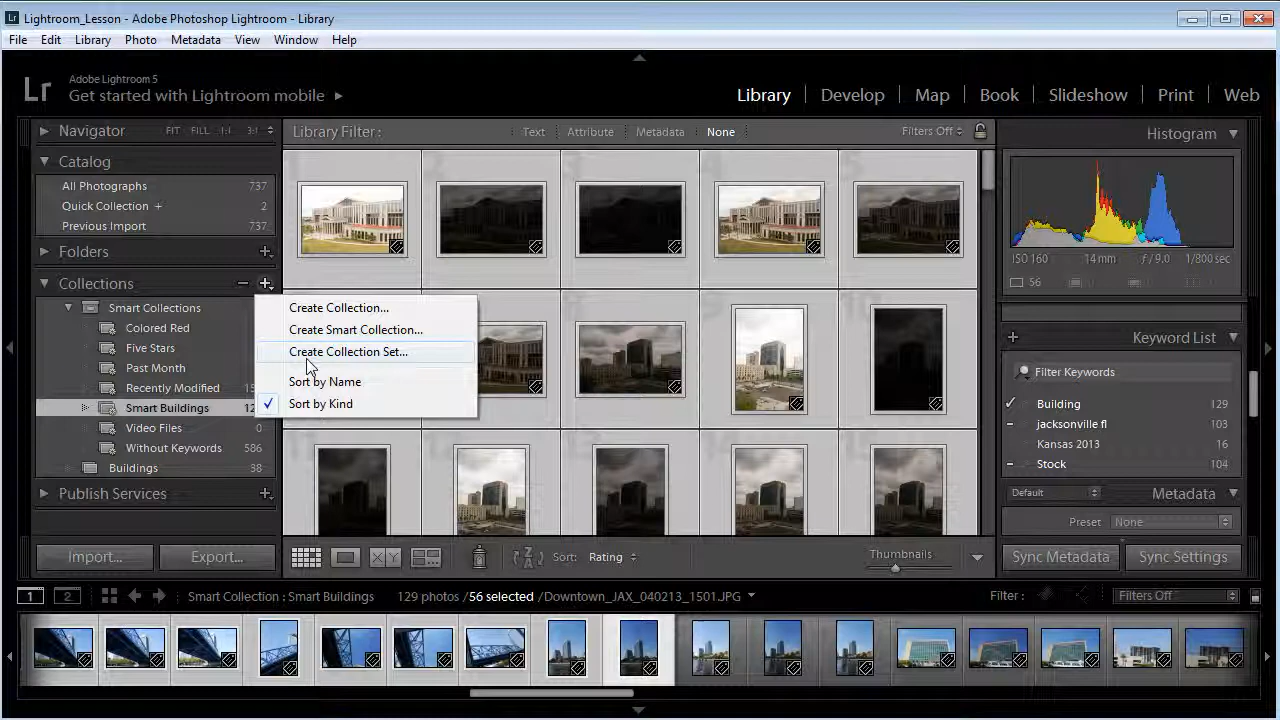 Lightroom_Lesson - Adobe Photoshop Lightroom - Library
File Edit Library Photo Metadata View Window Help
Adobe Lightroom 5
Get started with Lightroom mobile
Library Develop Map Book Slideshow Print Web
Navigator FIT FILL 1:1 3:1
Library Filter : Text Attribute Metadata None Filters Off
Histogram
Catalog
All Photographs 737
Quick Collection + 2
Previous Import 737
ISO 160 14 mm ƒ / 9.0 1/800 sec
56
Folders
Collections
Smart Collections
Colored Red
Five Stars
Past Month
Recently Modified
Smart Buildings
Video Files 0
Without Keywords 586
Buildings 38
Create Collection...
Create Smart Collection...
Create Collection Set...
Sort by Name
Sort by Kind
Keyword List
Filter Keywords
Building 129
jacksonville fl 103
Kansas 2013 16
Stock 104
Publish Services
Default Metadata
Preset None
Import... Export...
XY
Sort: Rating
Thumbnails
Sync Metadata Sync Settings
1 2 Smart Collection : Smart Buildings 129 photos / 56 selected / Downtown_JAX_040213_1501.JPG Filter : Filters Off